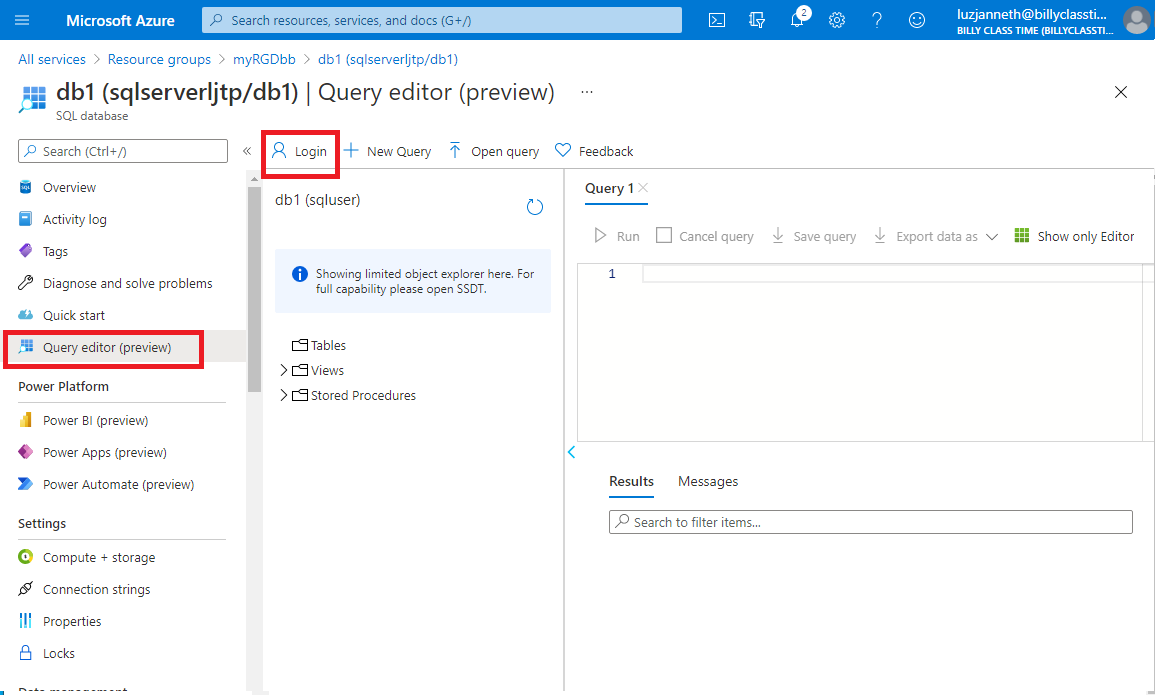 Microsoft Azure
Search resources, services, and docs (G+/)
2
luzjanneth@billyclassti...
BILLY CLASS TIME (BILLYCLASSTI...
All services > Resource groups > myRGDbb > db1 (sqlserverljtp/db1)
db1 (sqlserverljtp/db1) | Query editor (preview) ...
SQL database
Search (Ctrl+/)
«
Login
New Query
Open query
Feedback
Overview
Activity log
Tags
Diagnose and solve problems
Quick start
Query editor (preview)
Power Platform
Power BI (preview)
Power Apps (preview)
Power Automate (preview)
Settings
Compute + storage
Connection strings
Properties
Locks
Data management
db1 (sqluser)
Showing limited object explorer here. For
full capability please open SSDT.
Tables
Views
Stored Procedures
Query 1
Run
Cancel query
Save query
Export data as
Show only Editor
1
Results
Messages
Search to filter items...